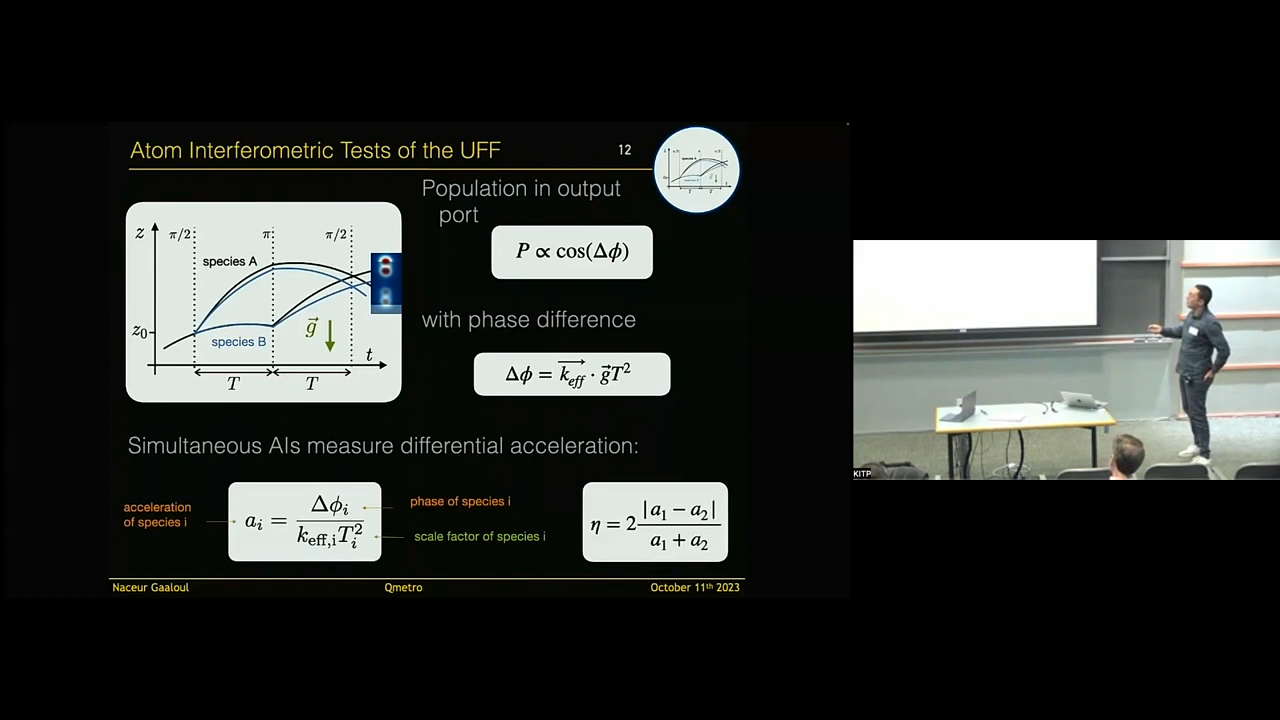 Atom Interferometric Tests of the UFF
12
z
π/2
π
π/2
species A
z₀
species B
g⃗
t
T
T
Population in output
port
P ∝ cos(Δϕ)
with phase difference
Δϕ = k⃗_eff · g⃗T²
Simultaneous AIs measure differential acceleration:
acceleration
of species i
a_i = Δϕ_i / k_eff,i T_i²
phase of species i
scale factor of species i
η = 2 |a₁ − a₂| / a₁ + a₂
Naceur Gaaloul
Qmetro
October 11ᵗʰ 2023
KITP